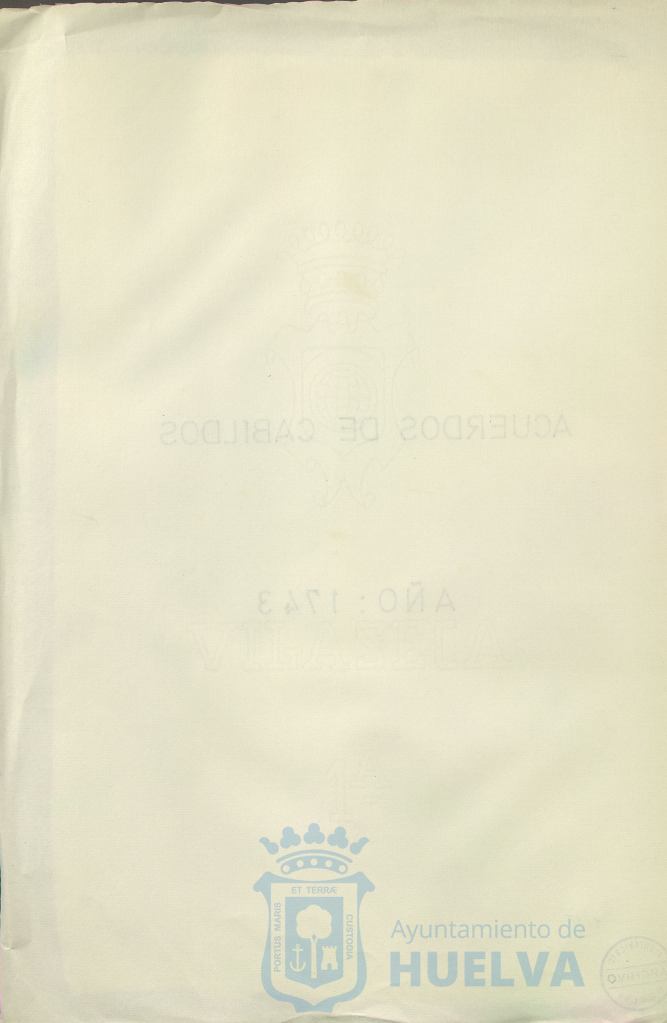 ACUERDOS DE CABILDOS
AÑO : 1743
PORTUS MARIS
ET TERRÆ
CUSTODIA
Ayuntamiento de
HUELVA